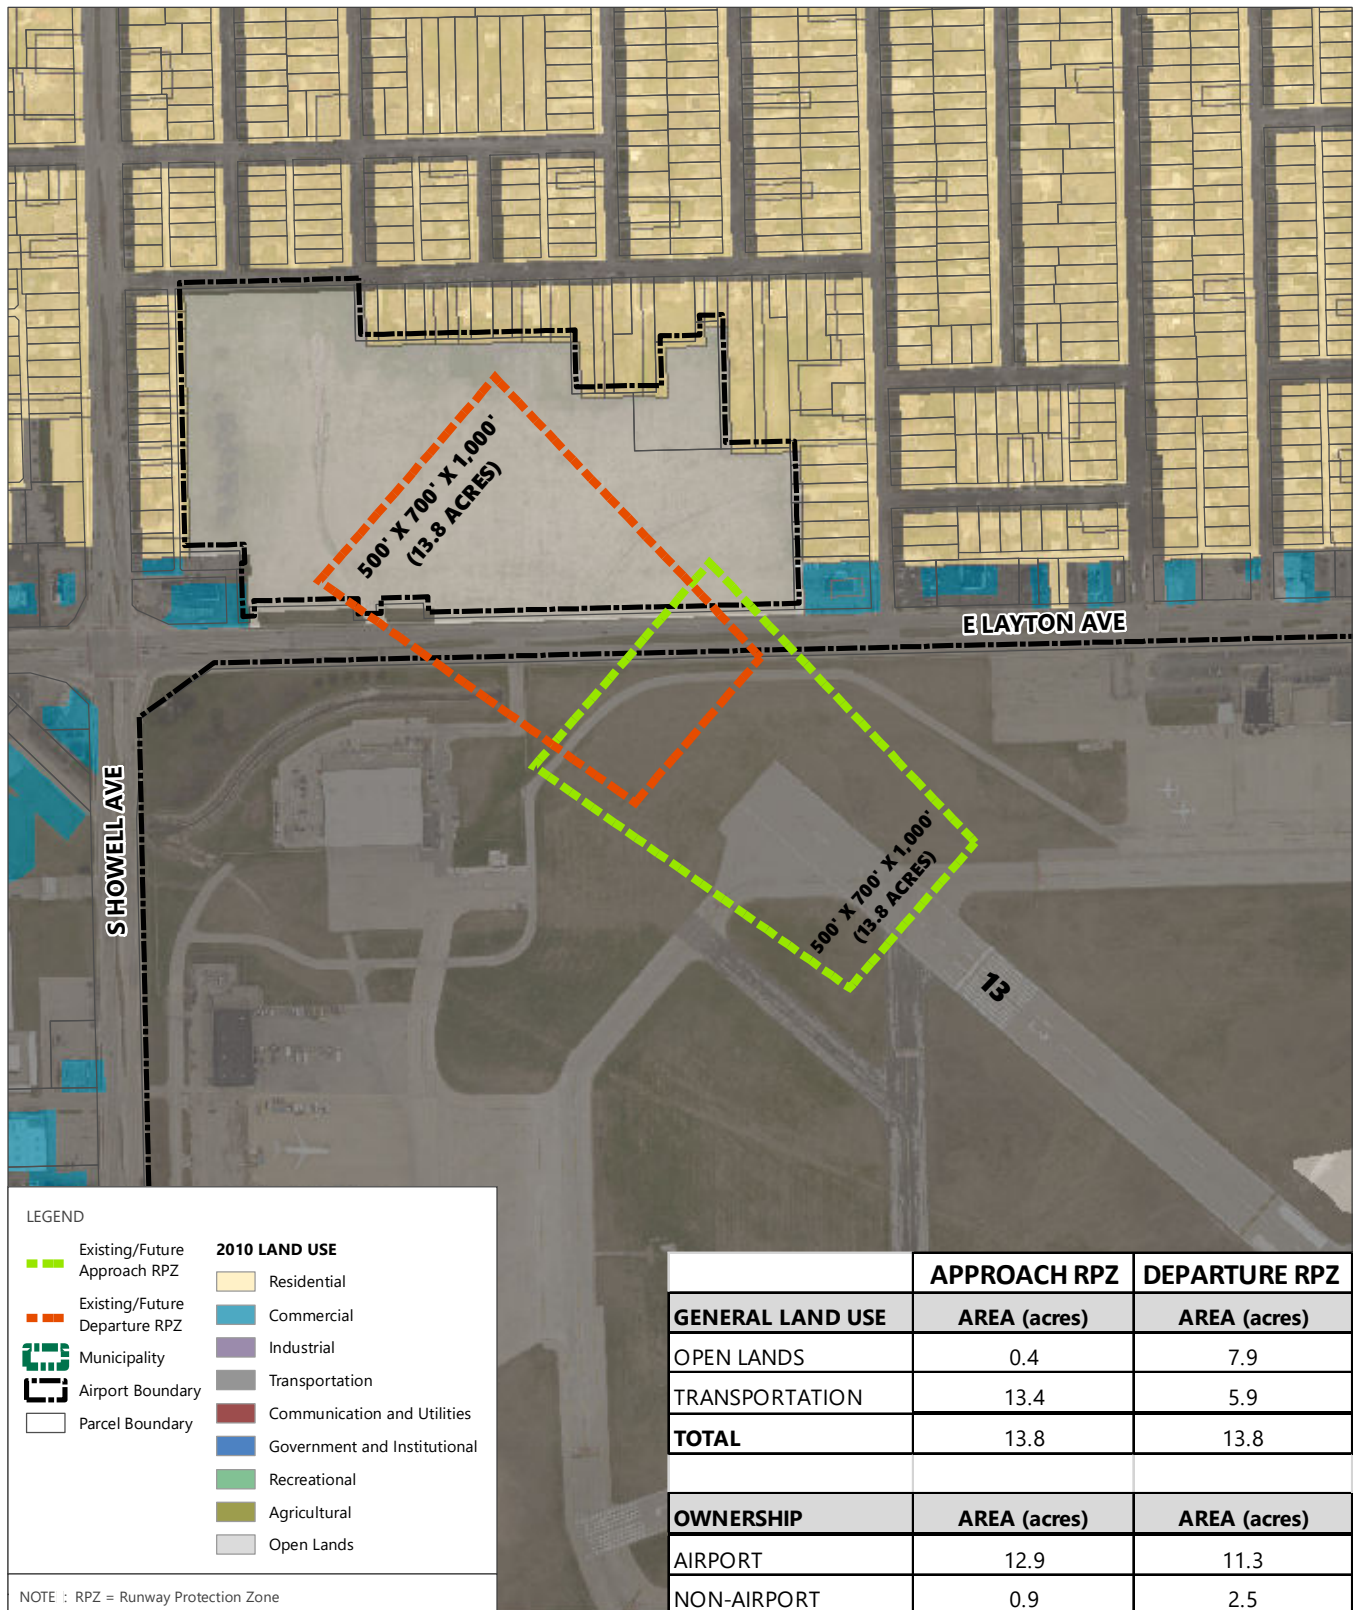 500' X 700' X 1,000'
(13.8 ACRES)
E LAYTON AVE
S HOWELL AVE
500' X 700' X 1,000'
(13.8 ACRES)
13
LEGEND
Existing/Future
Approach RPZ
Existing/Future
Departure RPZ
Municipality
Airport Boundary
Parcel Boundary
2010 LAND USE
Residential
Commercial
Industrial
Transportation
Communication and Utilities
Government and Institutional
Recreational
Agricultural
Open Lands
NOTE : RPZ = Runway Protection Zone
APPROACH RPZ DEPARTURE RPZ
GENERAL LAND USE AREA (acres) AREA (acres)
OPEN LANDS 0.4 7.9
TRANSPORTATION 13.4 5.9
TOTAL 13.8 13.8
OWNERSHIP AREA (acres) AREA (acres)
AIRPORT 12.9 11.3
NON-AIRPORT 0.9 2.5